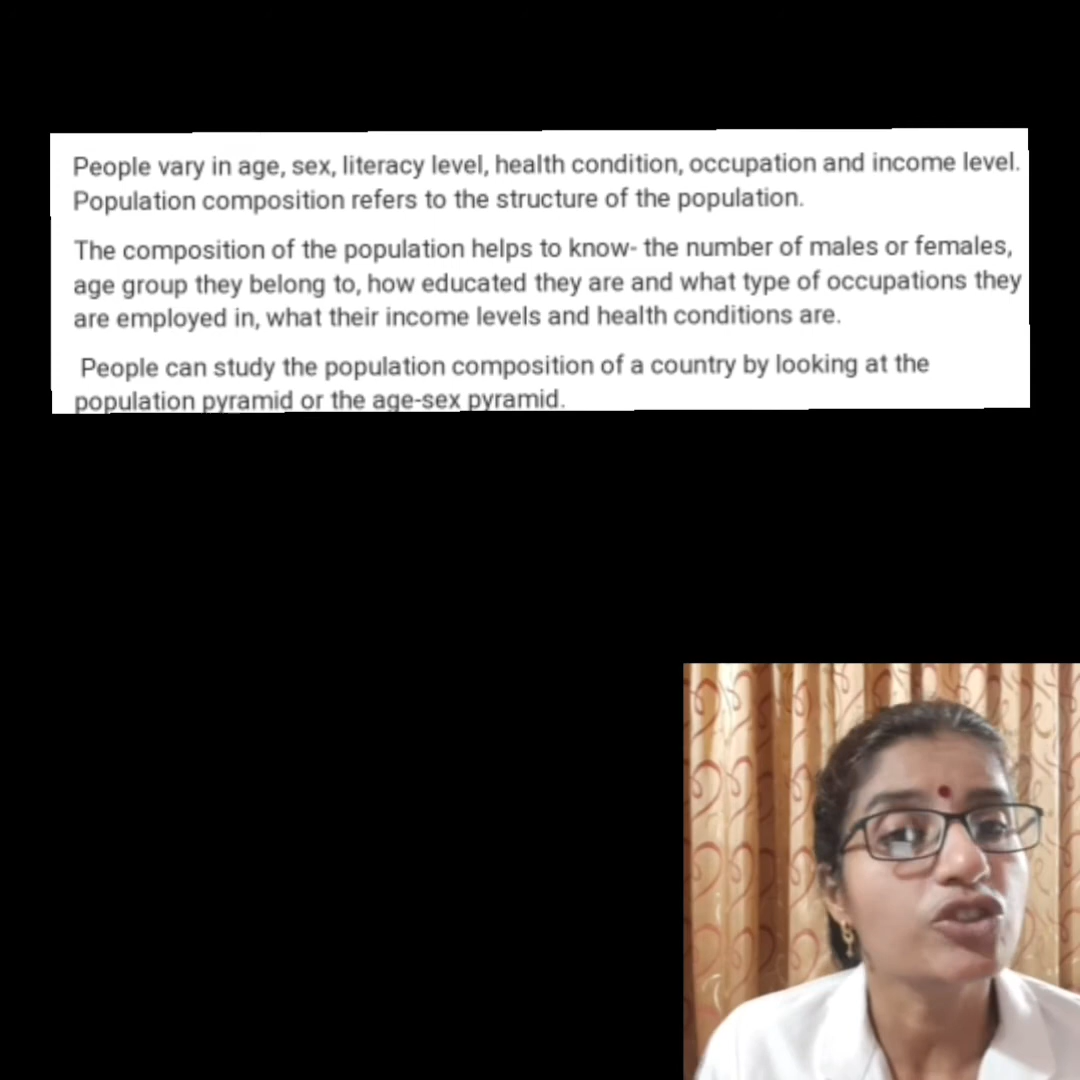 People vary in age, sex, literacy level, health condition, occupation and income level.
Population composition refers to the structure of the population.
The composition of the population helps to know- the number of males or females,
age group they belong to, how educated they are and what type of occupations they
are employed in, what their income levels and health conditions are.
People can study the population composition of a country by looking at the
population pyramid or the age-sex pyramid.